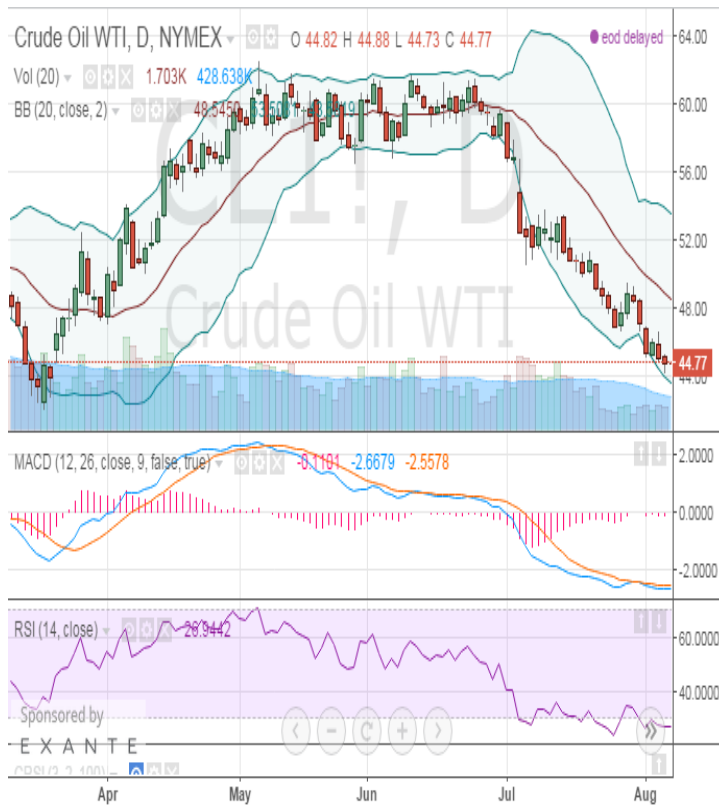 Crude Oil WTI, D, NYMEX O 44.82 H 44.88 L 44.73 C 44.77
eod delayed
Vol (20) 1.703K 428.638K
BB (20, close, 2) 48.5450
CL1!, D
Crude Oil WTI
64.00
60.00
56.00
52.00
48.00
44.77
44.00
MACD (12, 26, close, 9, false, true) -0.1101 -2.6679 -2.5578
2.0000
0.0000
-2.0000
RSI (14, close) 26.9442
60.0000
40.0000
Sponsored by
EXANTE
CRSI(3, 2, 100)
Apr May Jun Jul Aug